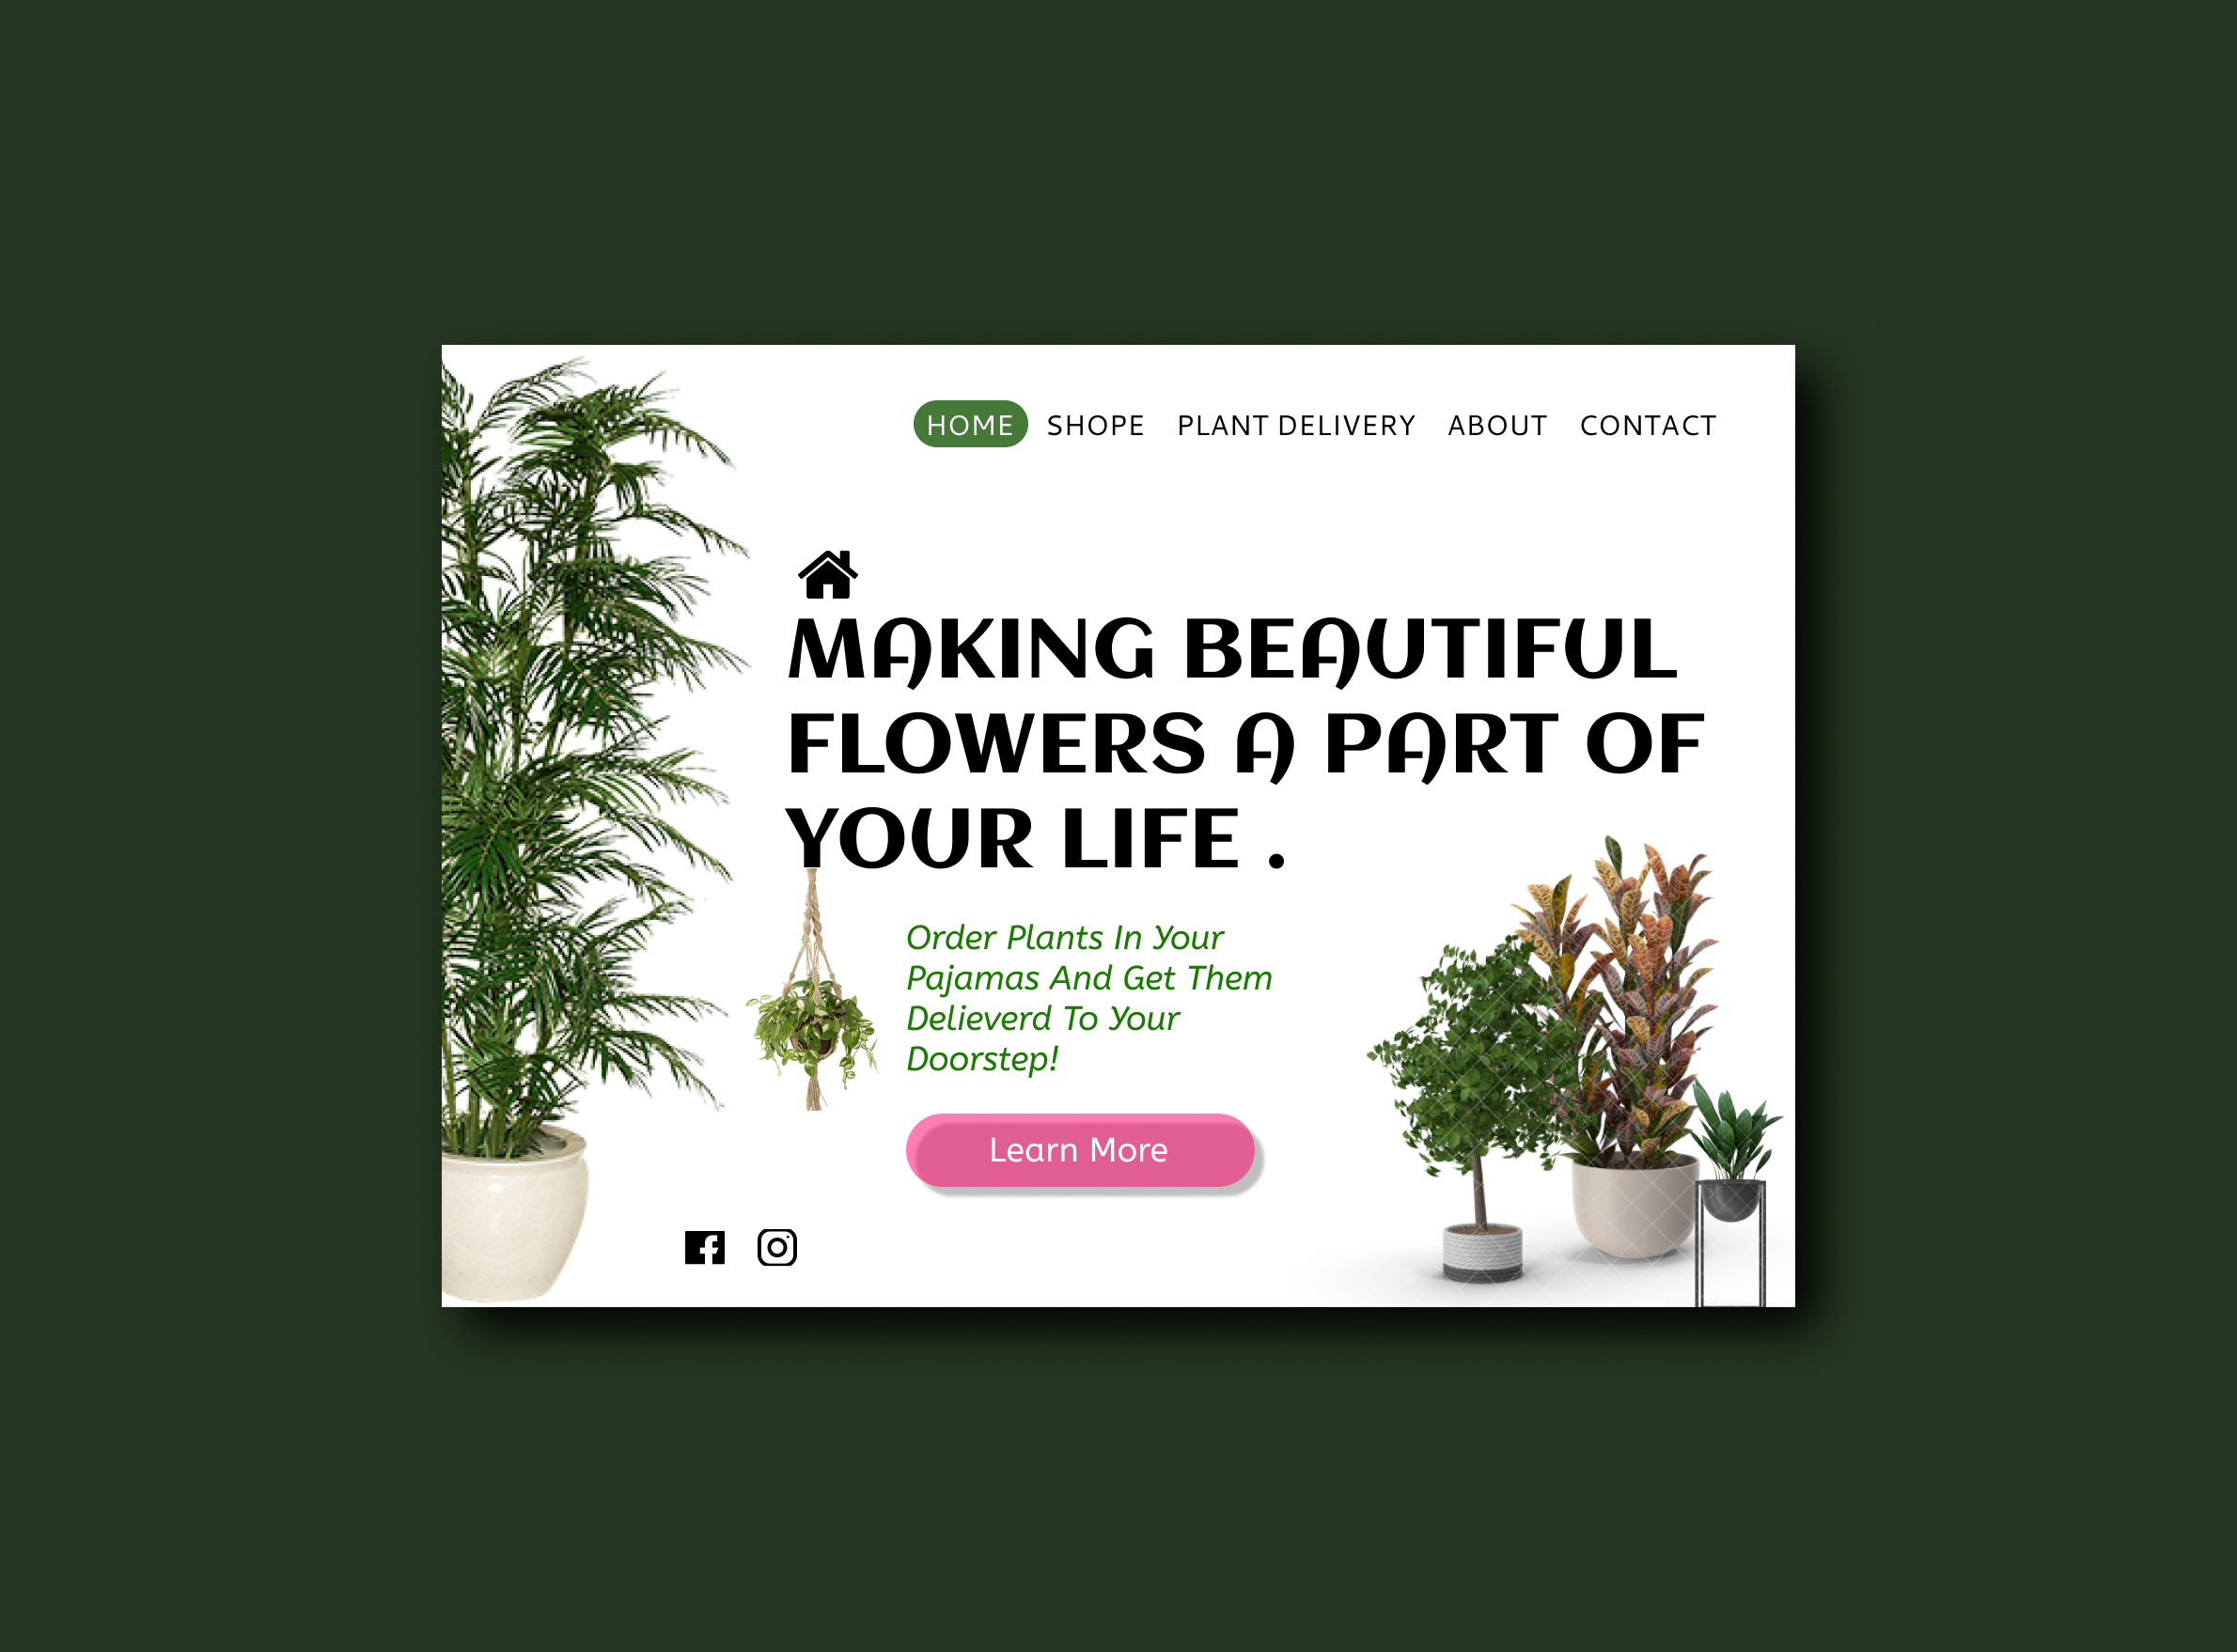 HOME SHOPE PLANT DELIVERY ABOUT CONTACT
MAKING BEAUTIFUL
FLOWERS A PART OF
YOUR LIFE .
Order Plants In Your
Pajamas And Get Them
Delieverd To Your
Doorstep!
Learn More